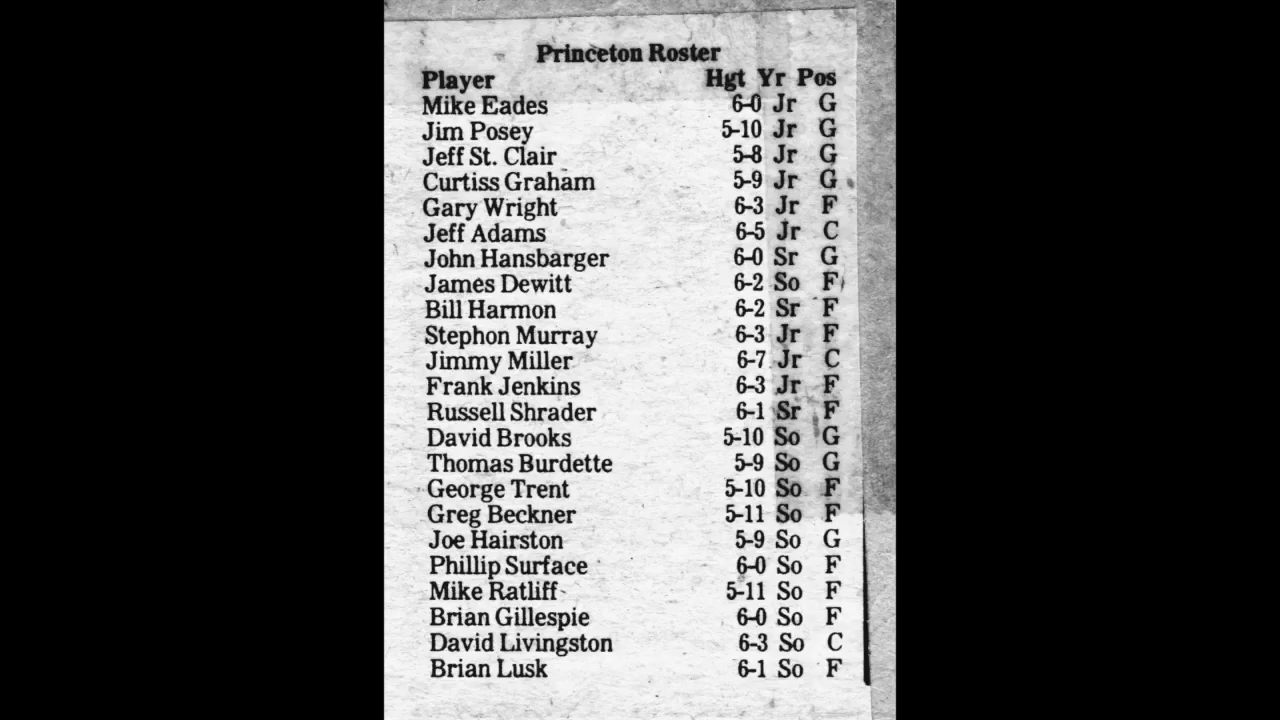 Princeton Roster
Player Hgt Yr Pos
Mike Eades 6-0 Jr G
Jim Posey 5-10 Jr G
Jeff St. Clair 5-8 Jr G
Curtiss Graham 5-9 Jr G
Gary Wright 6-3 Jr F
Jeff Adams 6-5 Jr C
John Hansbarger 6-0 Sr G
James Dewitt 6-2 So F
Bill Harmon 6-2 Sr F
Stephon Murray 6-3 Jr F
Jimmy Miller 6-7 Jr C
Frank Jenkins 6-3 Jr F
Russell Shrader 6-1 Sr F
David Brooks 5-10 So G
Thomas Burdette 5-9 So G
George Trent 5-10 So F
Greg Beckner 5-11 So F
Joe Hairston 5-9 So G
Phillip Surface 6-0 So F
Mike Ratliff 5-11 So F
Brian Gillespie 6-0 So F
David Livingston 6-3 So C
Brian Lusk 6-1 So F